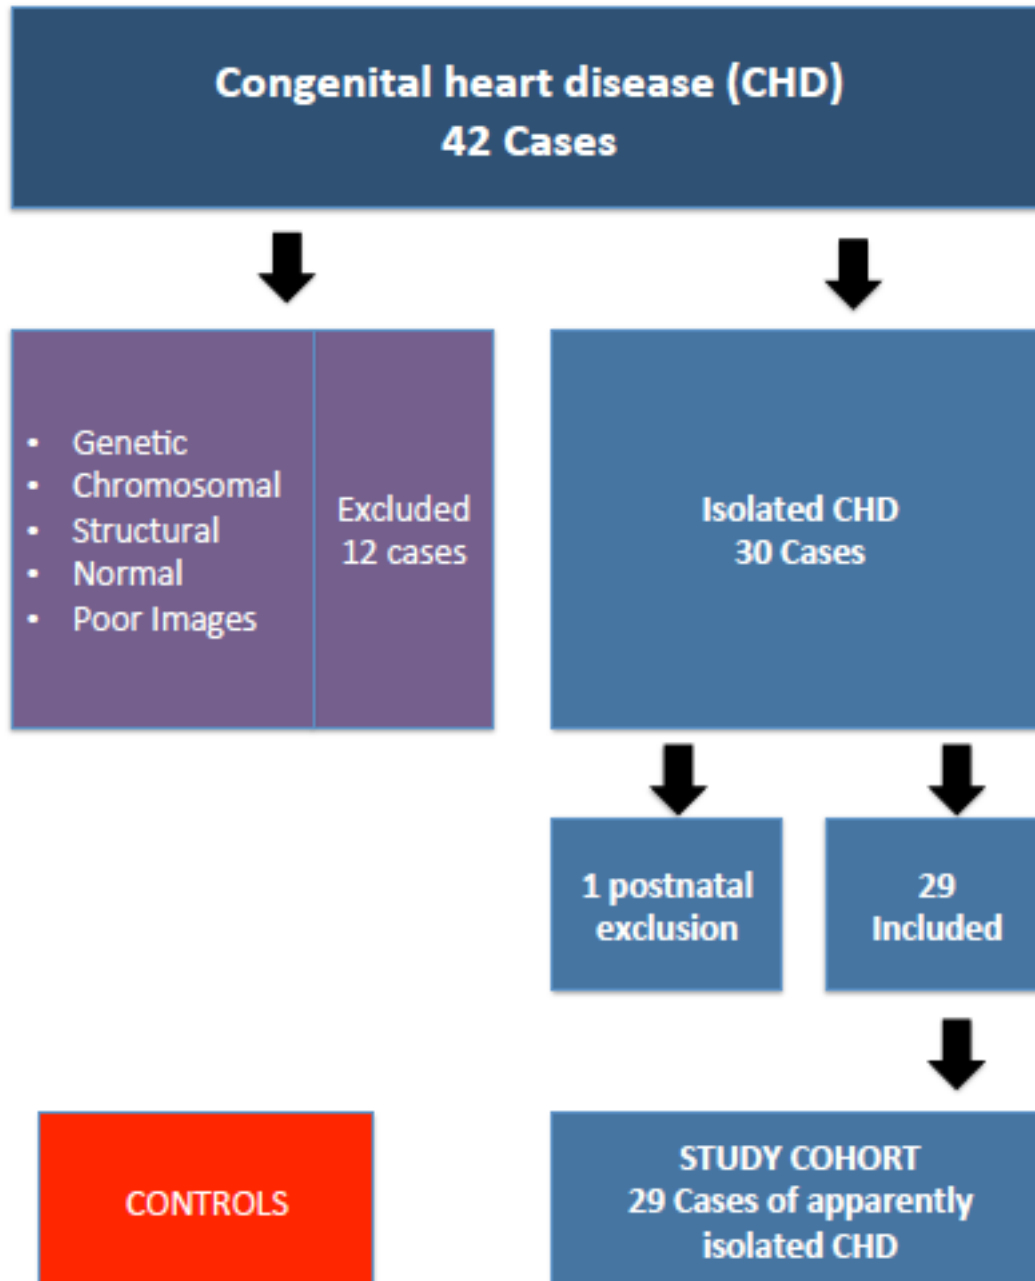 Congenital heart disease (CHD)
42 Cases
• Genetic
• Chromosomal
• Structural
• Normal
• Poor Images
Excluded
12 cases
Isolated CHD
30 Cases
1 postnatal
exclusion
29
Included
CONTROLS
STUDY COHORT
29 Cases of apparently
isolated CHD